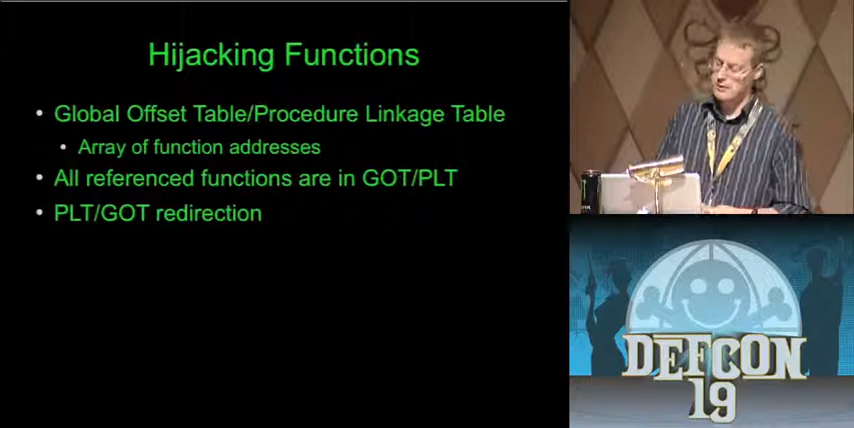 Hijacking Functions
• Global Offset Table/Procedure Linkage Table
• Array of function addresses
• All referenced functions are in GOT/PLT
• PLT/GOT redirection
DEFCON
19